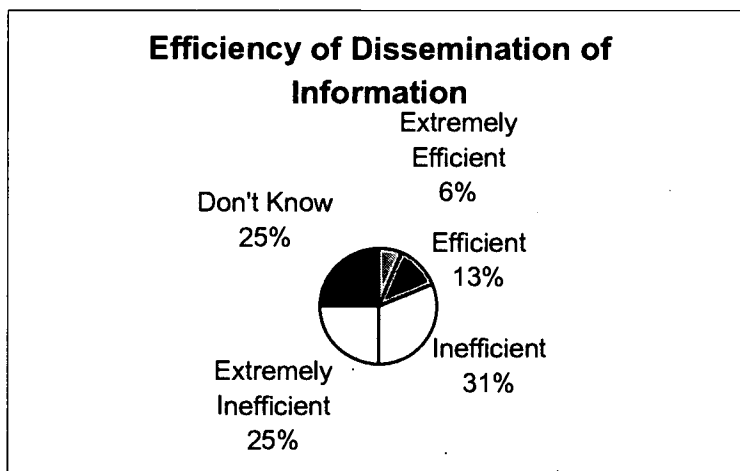 Efficiency of Dissemination of
Information
Extremely
Efficient
6%
Don't Know
25%
Efficient
13%
Inefficient
31%
Extremely
Inefficient
25%